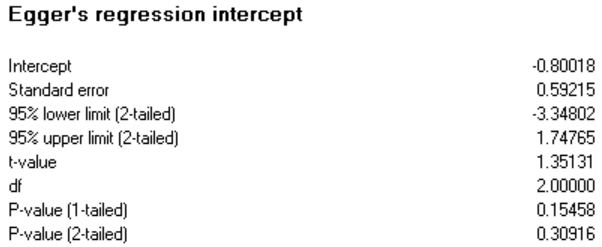 Egger's regression intercept
Intercept -0.80018
Standard error 0.59215
95% lower limit (2-tailed) -3.34802
95% upper limit (2-tailed) 1.74765
t-value 1.35131
df 2.00000
P-value (1-tailed) 0.15458
P-value (2-tailed) 0.30916